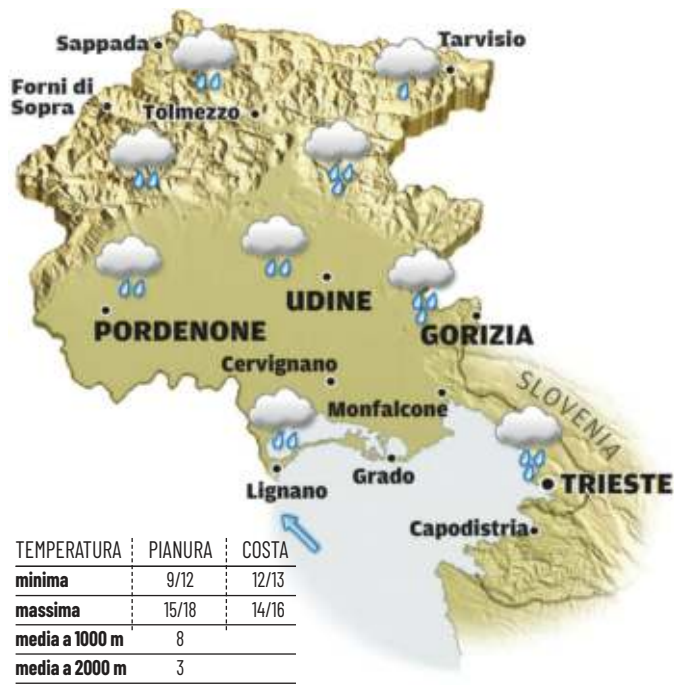 Sappada
Tarvisio
Forni di
Sopra
Tolmezzo
UDINE
PORDENONE
GORIZIA
Cervignano
SLOVENIA
Monfalcone
Grado
Lignano
TRIESTE
Capodistria
TEMPERATURA PIANURA COSTA
minima 9/12 12/13
massima 15/18 14/16
media a 1000 m 8
media a 2000 m 3